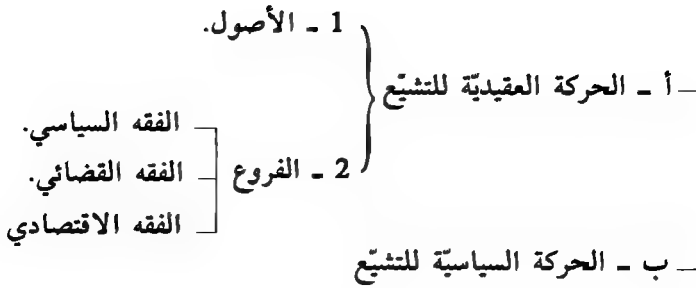 1 ـ الأصول.
أ ـ الحركة العقيديّة للتشيّع
الفقه السياسي.
2 ـ الفروع
الفقه القضائي.
الفقه الاقتصادي
ب ـ الحركة السياسيّة للتشيّع